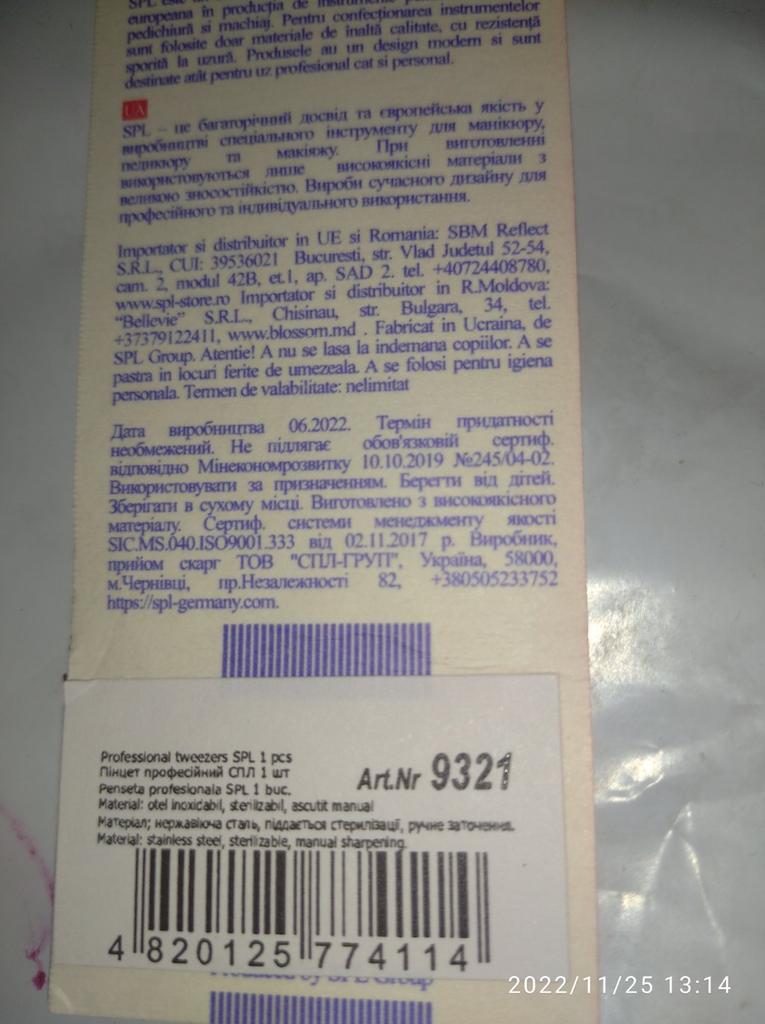 europeana în producția de
pedichiură si machiaj. Pentru confecționarea instrumentelor
sunt folosite doar materiale de înaltă calitate, cu rezistență
sporită la uzură. Produsele au un design modern si sunt
destinate atât pentru uz profesional cat si personal.
UA
SPL – це багаторічний досвід та європейська якість у
виробництві спеціального інструменту для манікюру,
педикюру та макіяжу. При виготовленні
використовуються лише високоякісні матеріали з
великою зносостійкістю. Вироби сучасного дизайну для
професійного та індивідуального використання.
Importator si distribuitor in UE si Romania: SBM Reflect
S.R.L., CUI: 39536021 Bucuresti, str. Vlad Judetul 52-54,
cam. 2, modul 42B, et.1, ap. SAD 2. tel. +40724408780,
www.spl-store.ro Importator si distribuitor in R.Moldova:
“Bellevie” S.R.L., Chisinau, str. Bulgara, 34, tel.
+37379122411, www.blossom.md . Fabricat in Ucraina, de
SPL Group. Atentie! A nu se lasa la indemana copiilor. A se
pastra in locuri ferite de umezeala. A se folosi pentru igiena
personala. Termen de valabilitate: nelimitat
Дата виробництва 06.2022. Термін придатності
необмежений. Не підлягає обов'язковій сертиф.
відповідно Мінекономрозвитку 10.10.2019 №245/04-02.
Використовувати за призначенням. Берегти від дітей.
Зберігати в сухому місці. Виготовлено з високоякісного
матеріалу. Сертиф. системи менеджменту якості
SIC.MS.040.ISO9001.333 від 02.11.2017 р. Виробник,
прийом скарг ТОВ "СПЛ-ГРУП", Україна, 58000,
м.Чернівці, пр.Незалежності 82, +380505233752
https://spl-germany.com.
Professional tweezers SPL 1 pcs
Пінцет професійний СПЛ 1 шт
Penseta profesionala SPL 1 buc.
Art.Nr 9321
Material: otel inoxidabil, sterilizabil, ascutit manual
Матеріал; нержавіюча сталь, піддається стерилізації, ручне заточення.
Material: stainless steel, sterilizable, manual sharpening.
4 820125 774114
Produced by SPL Group
2022/11/25 13:14